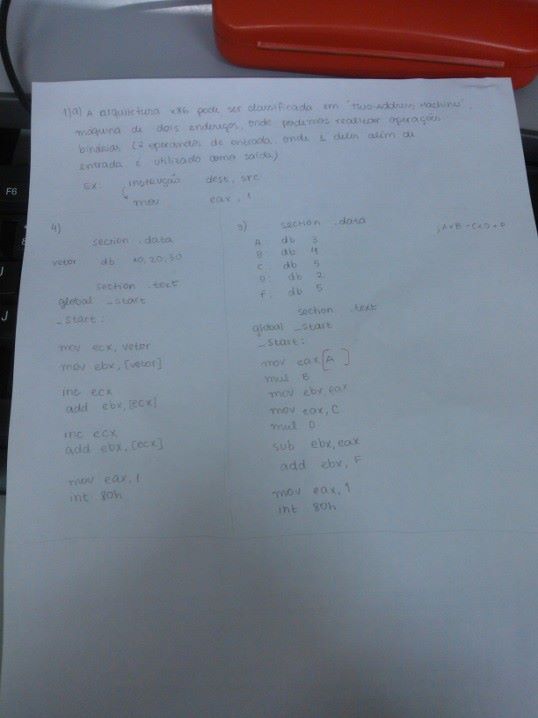 1)a) A arquitetura x86 pode ser classificada em "Two-Address Machine",
máquina de dois endereços, onde podemos realizar operações
binárias (2 operandos de entrada, onde 1 deles além de
entrada é utilizado como saída)
Ex: instrução dest, src
mov eax, 1
4)
section .data
vetor db 10,20,30
section .text
global _start
_start:
mov ecx, vetor
mov ebx, [vetor]
inc ecx
add ebx, [ecx]
inc ecx
add ebx, [ecx]
mov eax, 1
int 80h
3) section .data
A db 3
B db 4
C: db 5
D: db 2
F: db 5
section .text
global _start
_start:
mov eax [A]
mul B
mov ebx, eax
mov eax, C
mul D
sub ebx, eax
add ebx, F
mov eax, 1
int 80h
F6
J